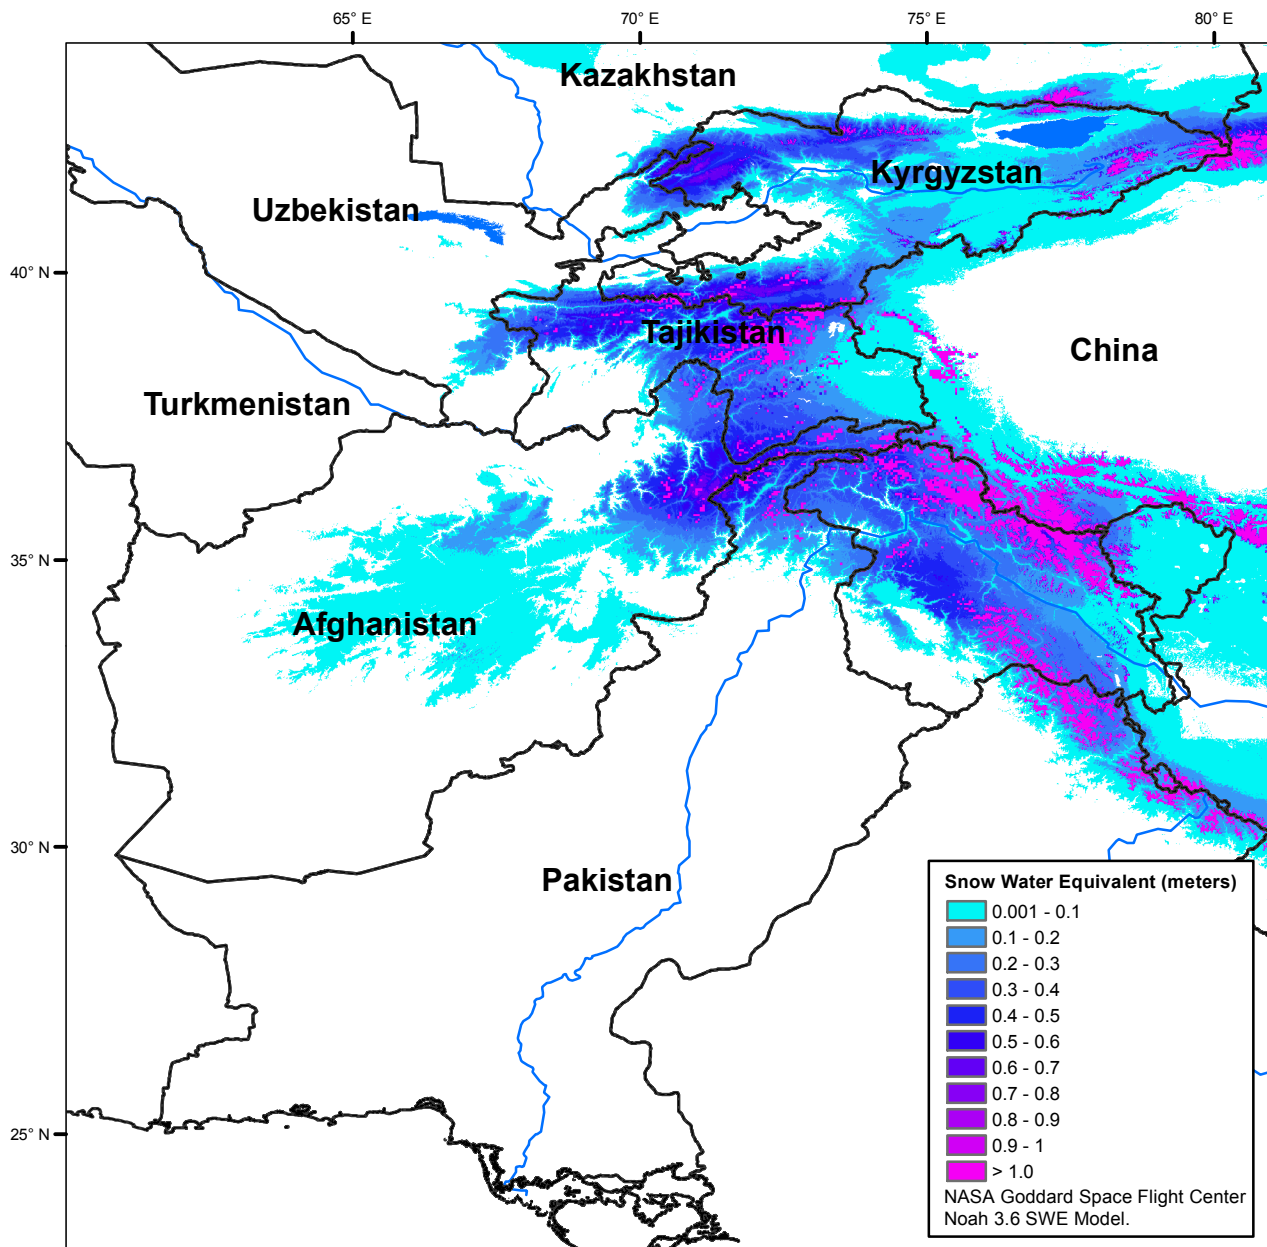 65° E
70° E
75° E
80° E
Kazakhstan
Kyrgyzstan
Uzbekistan
40° N
Tajikistan
China
Turkmenistan
35° N
Afghanistan
30° N
Pakistan
25° N
Snow Water Equivalent (meters)
0.001 - 0.1
0.1 - 0.2
0.2 - 0.3
0.3 - 0.4
0.4 - 0.5
0.5 - 0.6
0.6 - 0.7
0.7 - 0.8
0.8 - 0.9
0.9 - 1
> 1.0
NASA Goddard Space Flight Center
Noah 3.6 SWE Model.